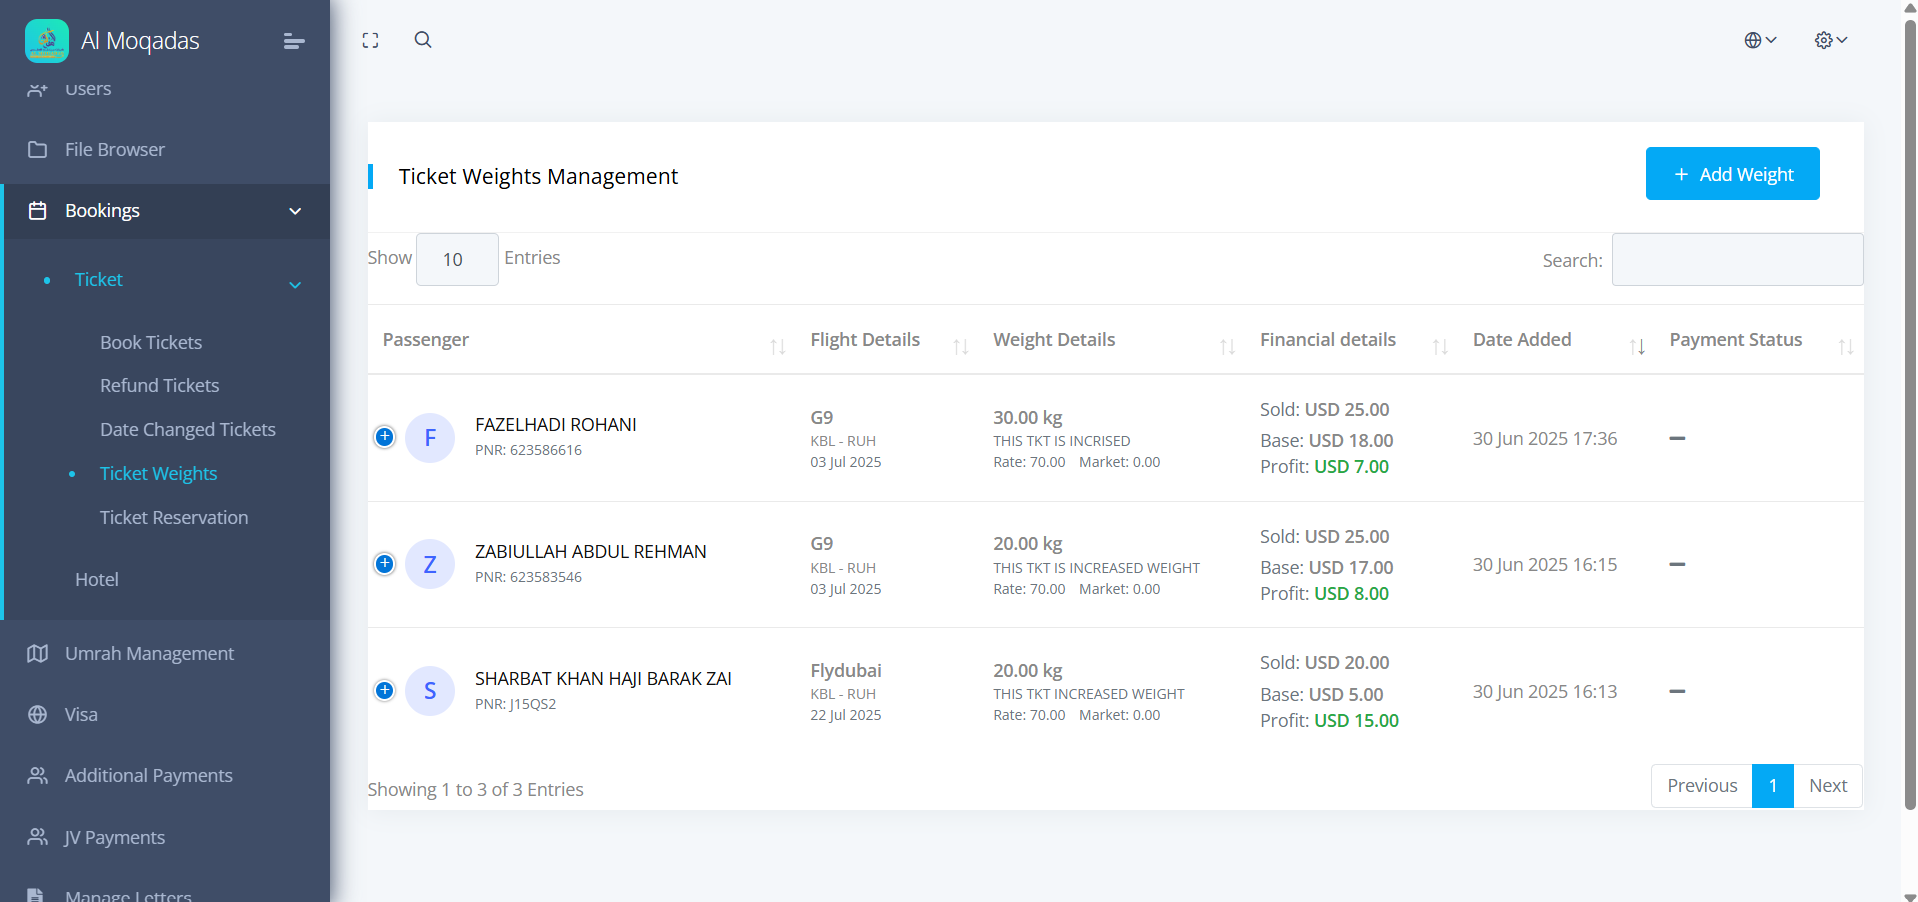 Al Moqadas
Users
File Browser
Bookings
Ticket
Book Tickets
Refund Tickets
Date Changed Tickets
Ticket Weights
Ticket Reservation
Hotel
Umrah Management
Visa
Additional Payments
JV Payments
Manage Letters
Ticket Weights Management
+ Add Weight
Show 10 Entries
Search:
Passenger Flight Details Weight Details Financial details Date Added Payment Status
F
FAZELHADI ROHANI
PNR: 623586616
G9
KBL - RUH
03 Jul 2025
30.00 kg
THIS TKT IS INCRISED
Rate: 70.00 Market: 0.00
Sold: USD 25.00
Base: USD 18.00
Profit: USD 7.00
30 Jun 2025 17:36
Z
ZABIULLAH ABDUL REHMAN
PNR: 623583546
G9
KBL - RUH
03 Jul 2025
20.00 kg
THIS TKT IS INCREASED WEIGHT
Rate: 70.00 Market: 0.00
Sold: USD 25.00
Base: USD 17.00
Profit: USD 8.00
30 Jun 2025 16:15
S
SHARBAT KHAN HAJI BARAK ZAI
PNR: J15QS2
Flydubai
KBL - RUH
22 Jul 2025
20.00 kg
THIS TKT INCREASED WEIGHT
Rate: 70.00 Market: 0.00
Sold: USD 20.00
Base: USD 5.00
Profit: USD 15.00
30 Jun 2025 16:13
Showing 1 to 3 of 3 Entries
Previous 1 Next